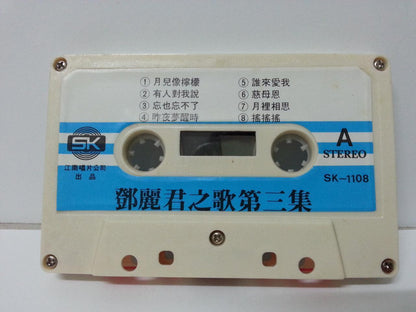 ① 月兒像檸檬
② 有人對我說
③ 忘也忘不了
④ 昨夜夢醒時
⑤ 誰來愛我
⑥ 慈母恩
⑦ 月裡相思
⑧ 搖搖搖
SK
江南唱片公司
出品
A
STEREO
SK-1108
鄧麗君之歌第三集